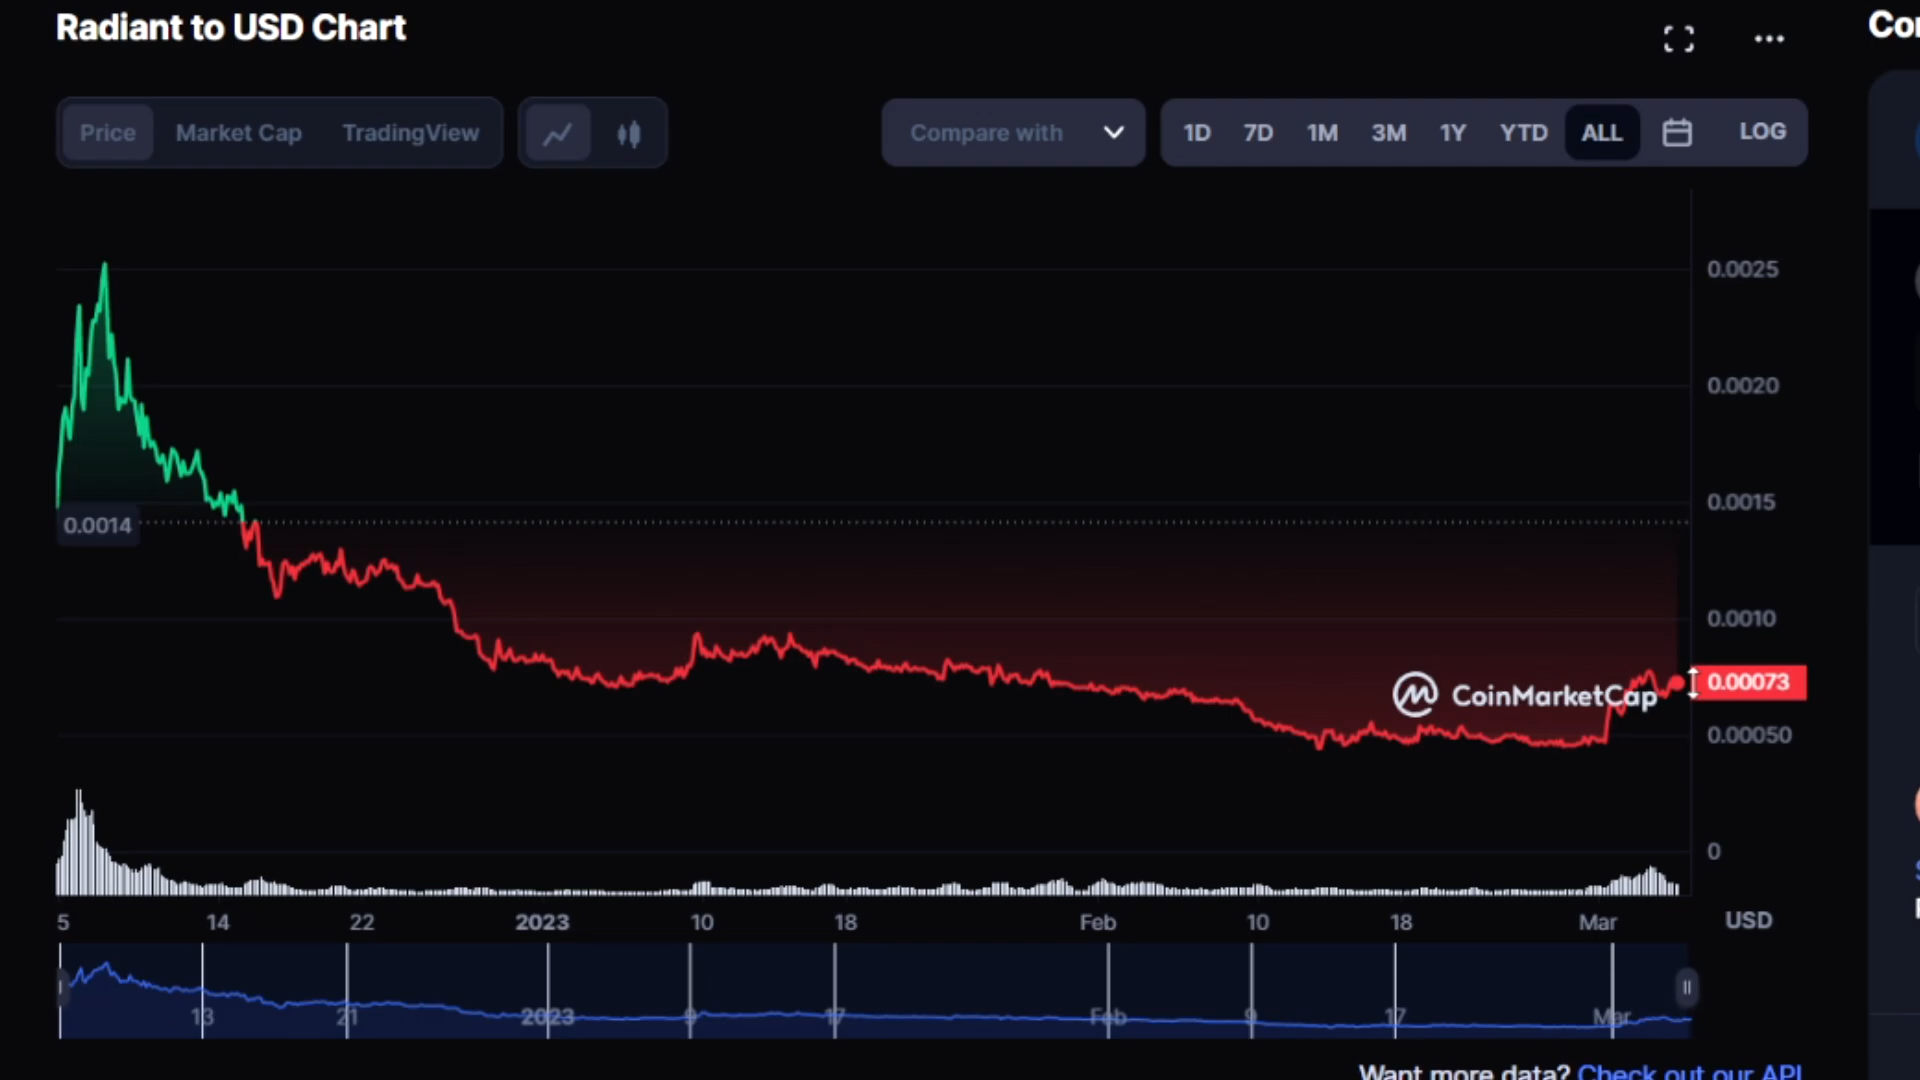 Radiant to USD Chart
Price Market Cap TradingView
Compare with
1D 7D 1M 3M 1Y YTD ALL LOG
0.0025
0.0020
0.0015
0.0014
0.0010
0.00073
CoinMarketCap
0.00050
0
5 14 22 2023 10 18 Feb 10 18 Mar USD
13 21 2023 9 17 Feb 9 17 Mar
Want more data? Check out our API